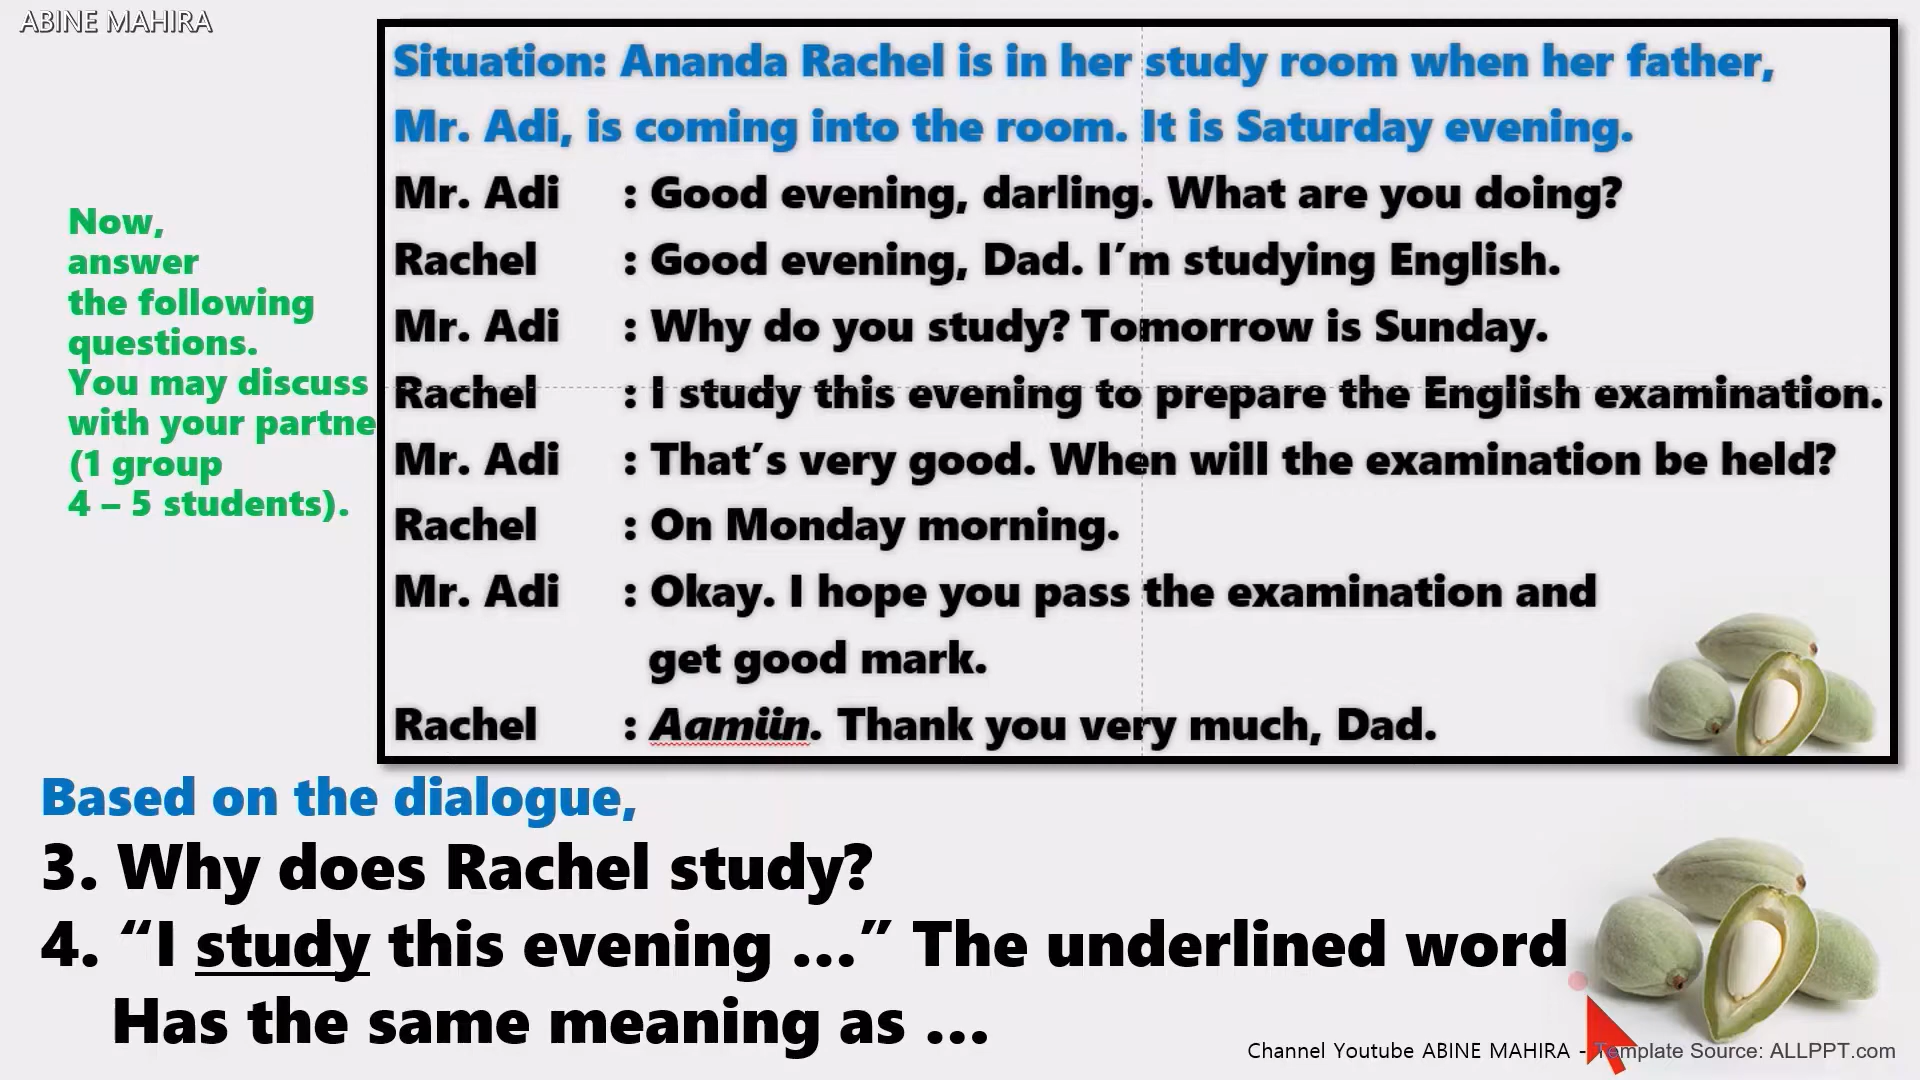 ABINE MAHIRA
Situation: Ananda Rachel is in her study room when her father,
Mr. Adi, is coming into the room. It is Saturday evening.
Mr. Adi : Good evening, darling. What are you doing?
Rachel : Good evening, Dad. I’m studying English.
Mr. Adi : Why do you study? Tomorrow is Sunday.
Rachel : I study this evening to prepare the English examination.
Mr. Adi : That’s very good. When will the examination be held?
Rachel : On Monday morning.
Mr. Adi : Okay. I hope you pass the examination and
get good mark.
Rachel : Aamiin. Thank you very much, Dad.
Now,
answer
the following
questions.
You may discuss
with your partne
(1 group
4 – 5 students).
Based on the dialogue,
3. Why does Rachel study?
4. “I study this evening ...” The underlined word
Has the same meaning as ...
Channel Youtube ABINE MAHIRA - Template Source: ALLPPT.com